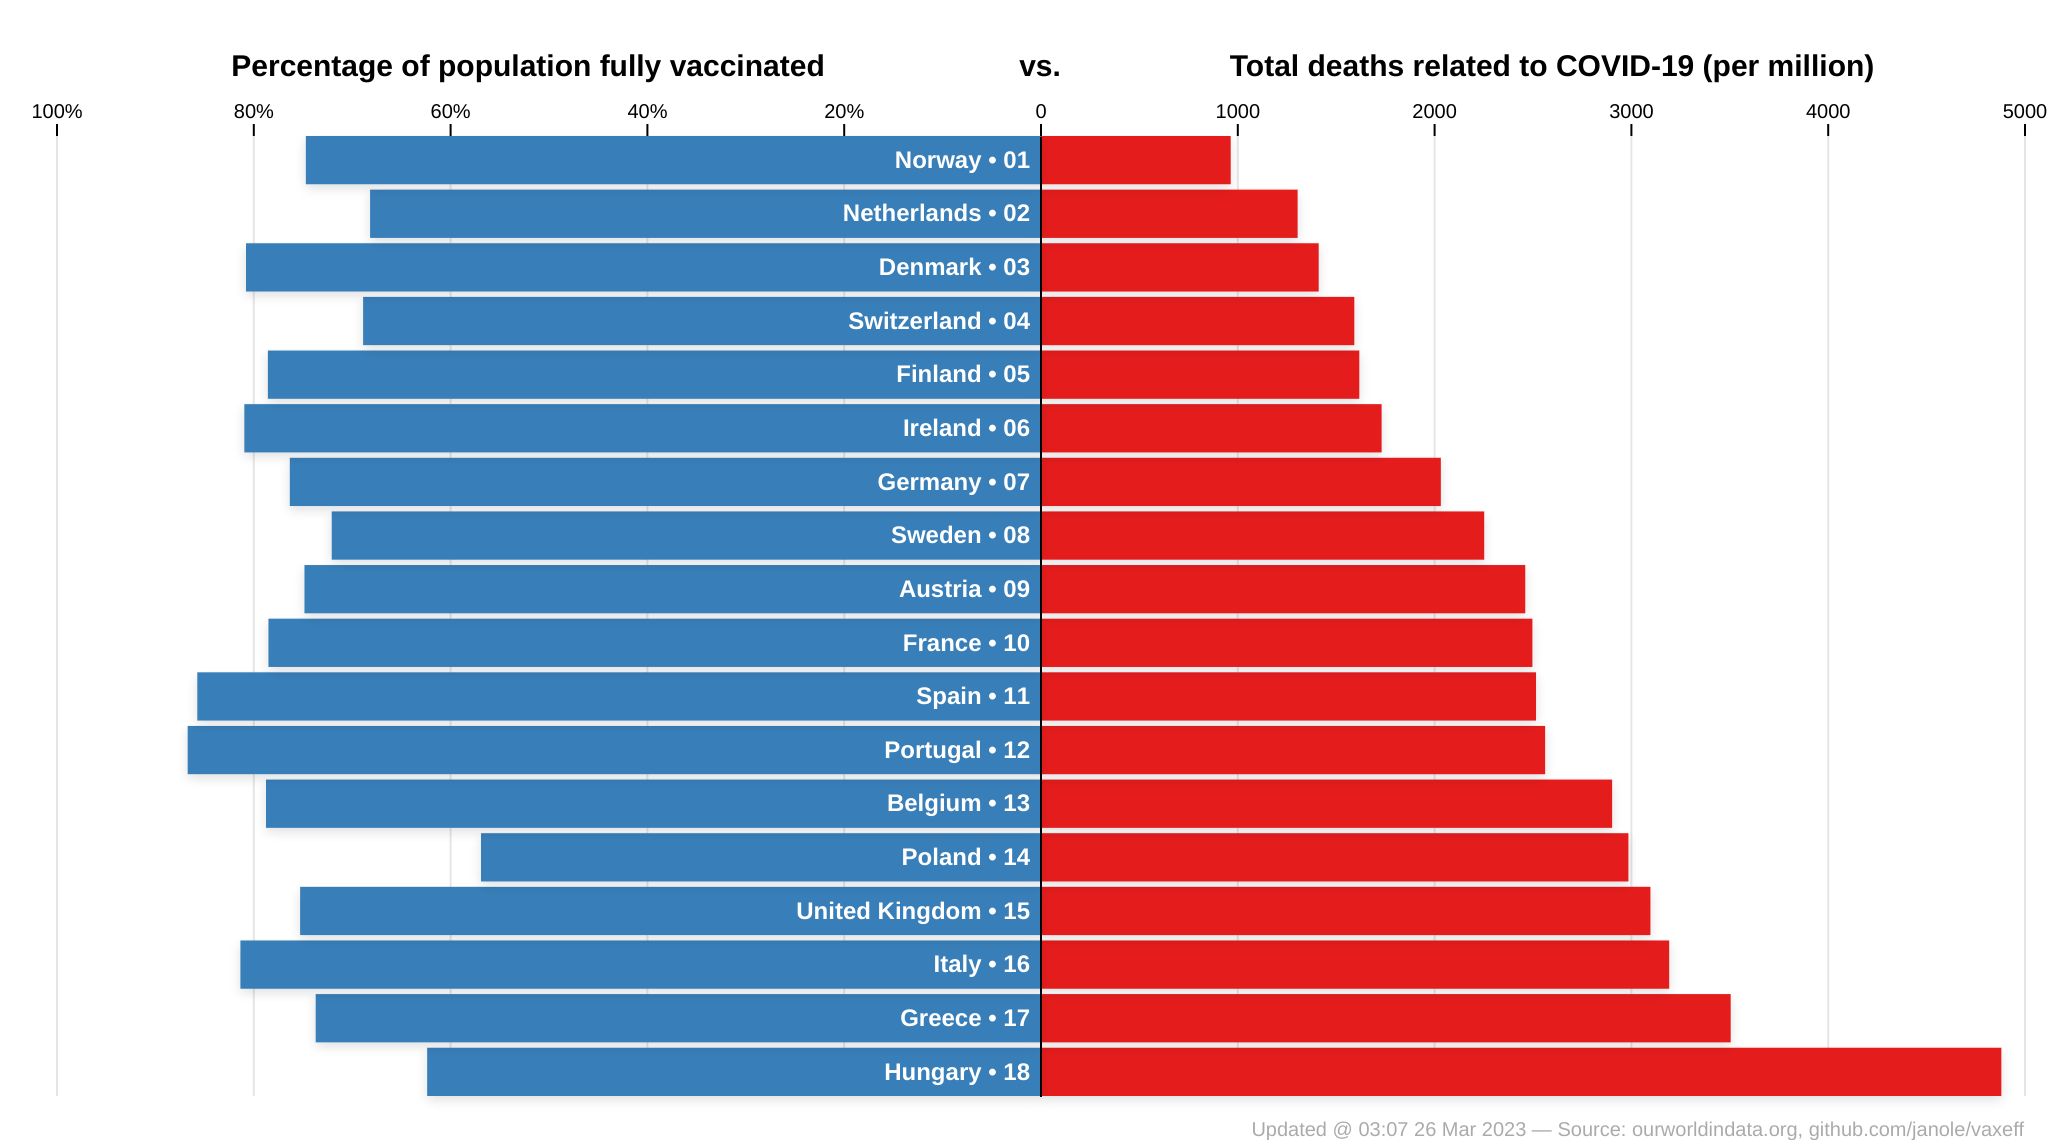 Percentage of population fully vaccinated vs. Total deaths related to COVID-19 (per million)
100% 80% 60% 40% 20% 0 1000 2000 3000 4000 5000
Norway • 01
Netherlands • 02
Denmark • 03
Switzerland • 04
Finland • 05
Ireland • 06
Germany • 07
Sweden • 08
Austria • 09
France • 10
Spain • 11
Portugal • 12
Belgium • 13
Poland • 14
United Kingdom • 15
Italy • 16
Greece • 17
Hungary • 18
Updated @ 03:07 26 Mar 2023 — Source: ourworldindata.org, github.com/janole/vaxeff